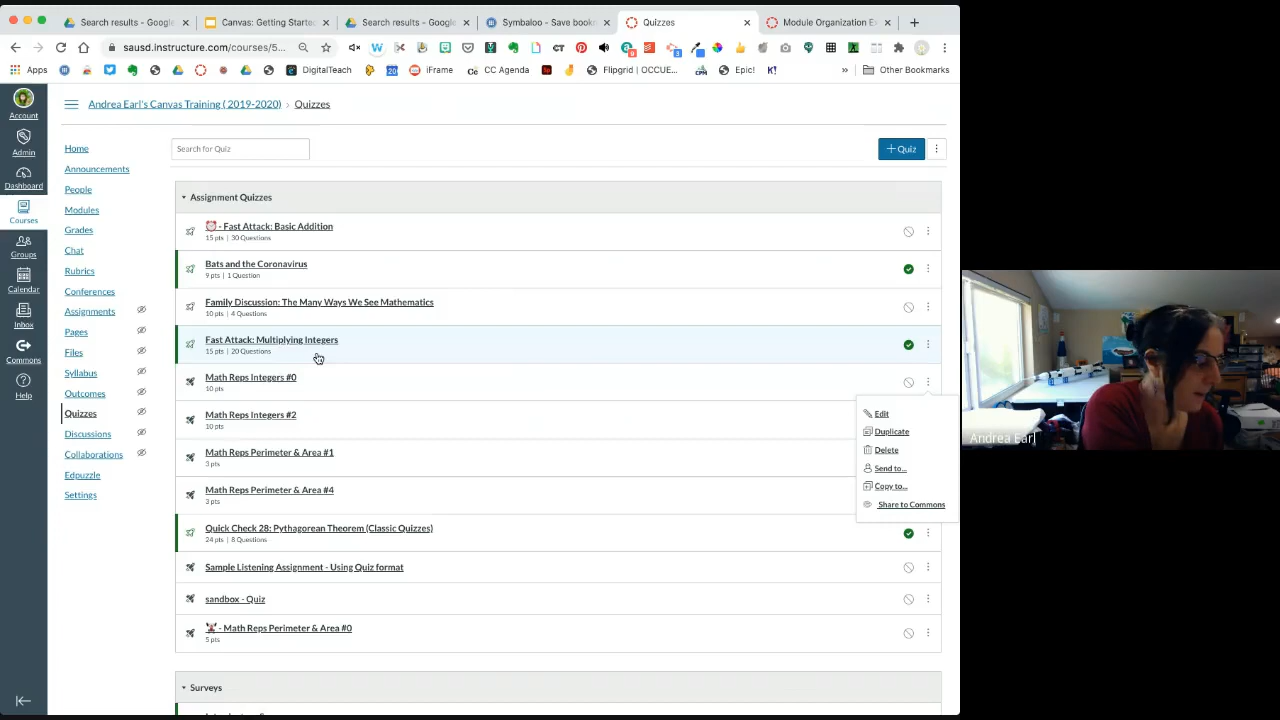 Search results - Google
Canvas: Getting Starte
Search results - Google
Symbaloo - Save book
Quizzes
Module Organization Ex
sausd.instructure.com/courses/5...
Apps
DigitalTeach
iFrame
CC Agenda
Flipgrid | OCCUE...
Epic!
Other Bookmarks
Account
Admin
Dashboard
Courses
Groups
Calendar
Inbox
Commons
Help
Andrea Earl's Canvas Training ( 2019-2020) › Quizzes
Home
Announcements
People
Modules
Grades
Chat
Rubrics
Conferences
Assignments
Pages
Files
Syllabus
Outcomes
Quizzes
Discussions
Collaborations
Edpuzzle
Settings
Search for Quiz
+ Quiz
Assignment Quizzes
- Fast Attack: Basic Addition
15 pts | 30 Questions
Bats and the Coronavirus
9 pts | 1 Question
Family Discussion: The Many Ways We See Mathematics
10 pts | 4 Questions
Fast Attack: Multiplying Integers
15 pts | 20 Questions
Math Reps Integers #0
10 pts
Math Reps Integers #2
10 pts
Math Reps Perimeter & Area #1
3 pts
Math Reps Perimeter & Area #4
3 pts
Quick Check 28: Pythagorean Theorem (Classic Quizzes)
24 pts | 8 Questions
Sample Listening Assignment - Using Quiz format
sandbox - Quiz
- Math Reps Perimeter & Area #0
5 pts
Surveys
Edit
Duplicate
Delete
Send to...
Copy to...
Share to Commons
Andrea Earl